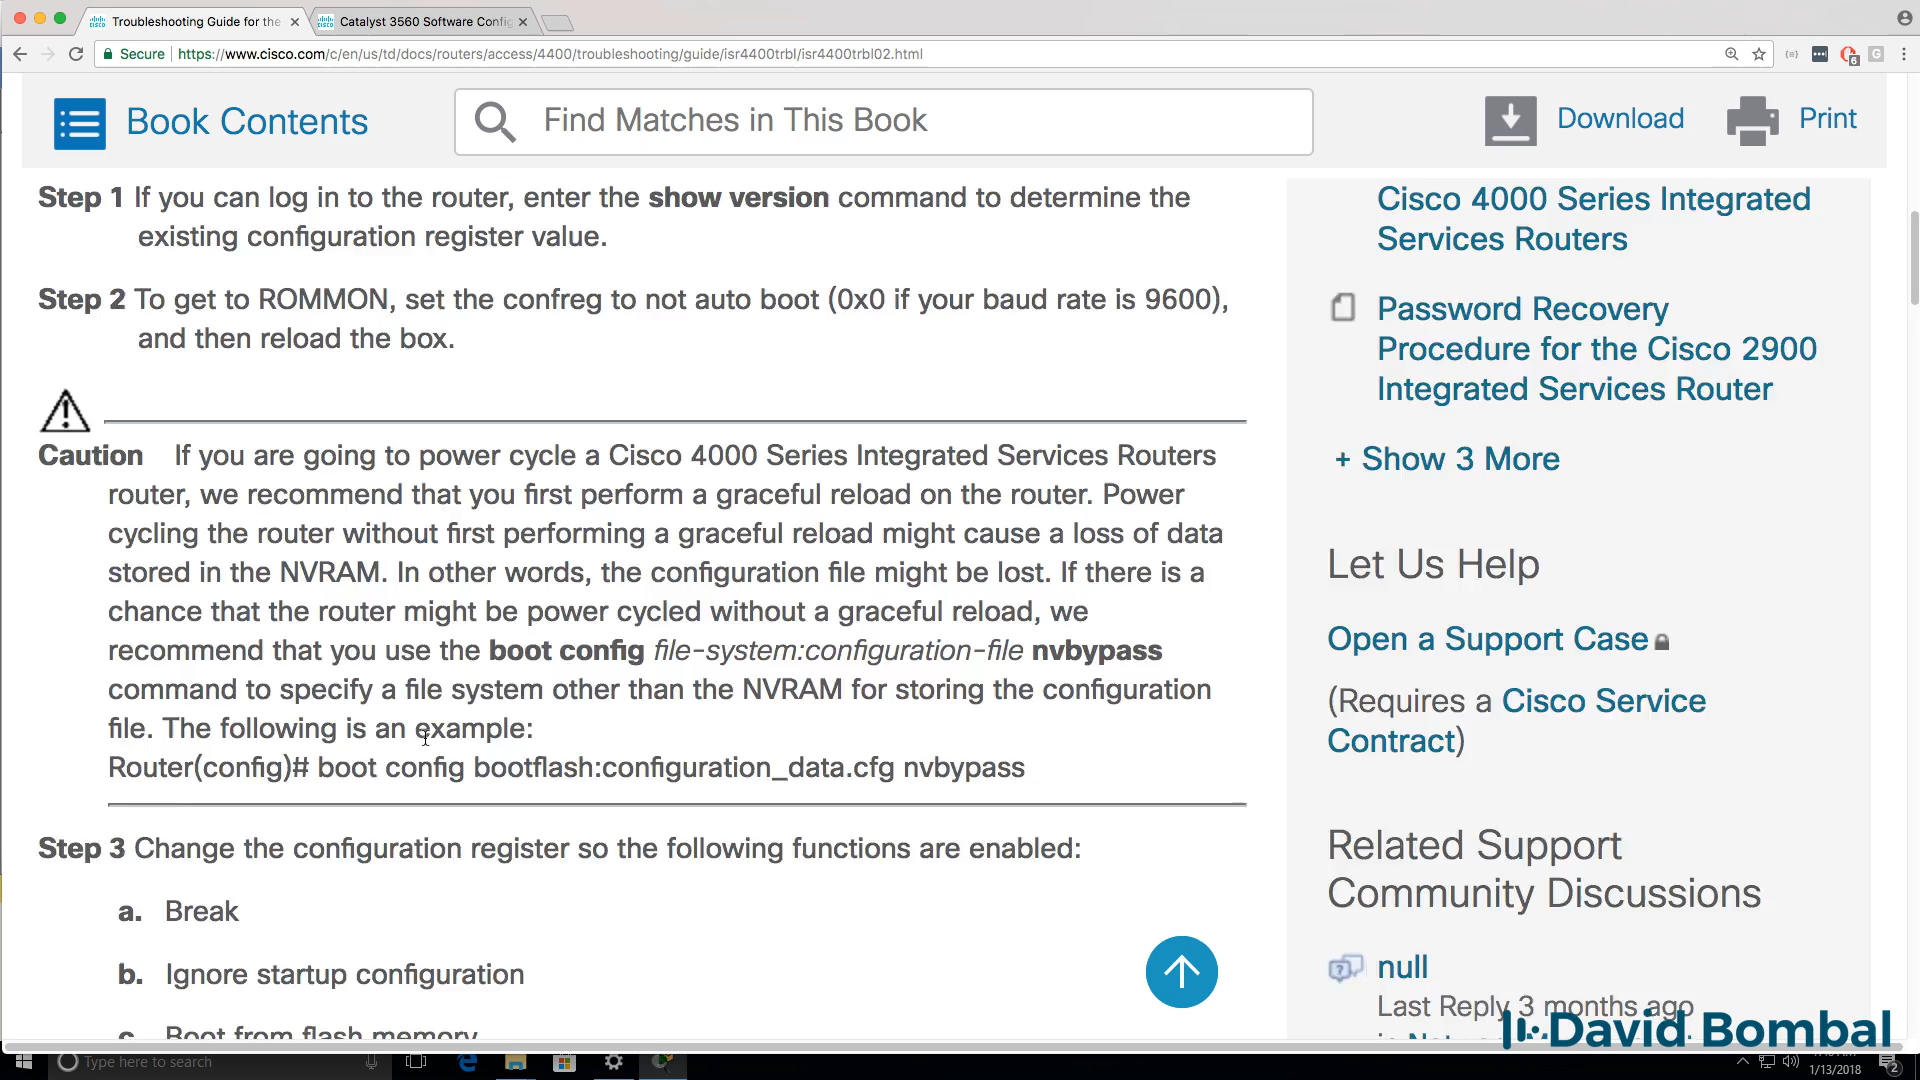 Troubleshooting Guide for the
Catalyst 3560 Software Config
Secure https://www.cisco.com/c/en/us/td/docs/routers/access/4400/troubleshooting/guide/isr4400trbl/isr4400trbl02.html
6
Book Contents
Find Matches in This Book
Download
Print
Step 1 If you can log in to the router, enter the show version command to determine the
existing configuration register value.
Step 2 To get to ROMMON, set the confreg to not auto boot (0x0 if your baud rate is 9600),
and then reload the box.
Caution If you are going to power cycle a Cisco 4000 Series Integrated Services Routers
router, we recommend that you first perform a graceful reload on the router. Power
cycling the router without first performing a graceful reload might cause a loss of data
stored in the NVRAM. In other words, the configuration file might be lost. If there is a
chance that the router might be power cycled without a graceful reload, we
recommend that you use the boot config file-system:configuration-file nvbypass
command to specify a file system other than the NVRAM for storing the configuration
file. The following is an example:
Router(config)# boot config bootflash:configuration_data.cfg nvbypass
Step 3 Change the configuration register so the following functions are enabled:
a. Break
b. Ignore startup configuration
c. Boot from flash memory
Cisco 4000 Series Integrated
Services Routers
Password Recovery
Procedure for the Cisco 2900
Integrated Services Router
+ Show 3 More
Let Us Help
Open a Support Case
(Requires a Cisco Service
Contract)
Related Support
Community Discussions
null
Last Reply 3 months ago
David Bombal
Type here to search
1/13/2018
2